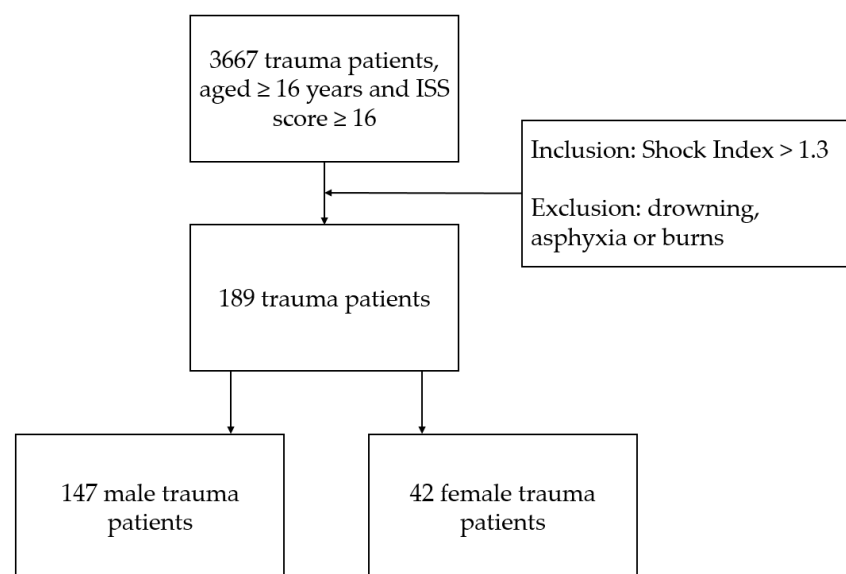 3667 trauma patients,
aged ≥ 16 years and ISS
score ≥ 16
Inclusion: Shock Index > 1.3
Exclusion: drowning,
asphyxia or burns
189 trauma patients
147 male trauma
patients
42 female trauma
patients